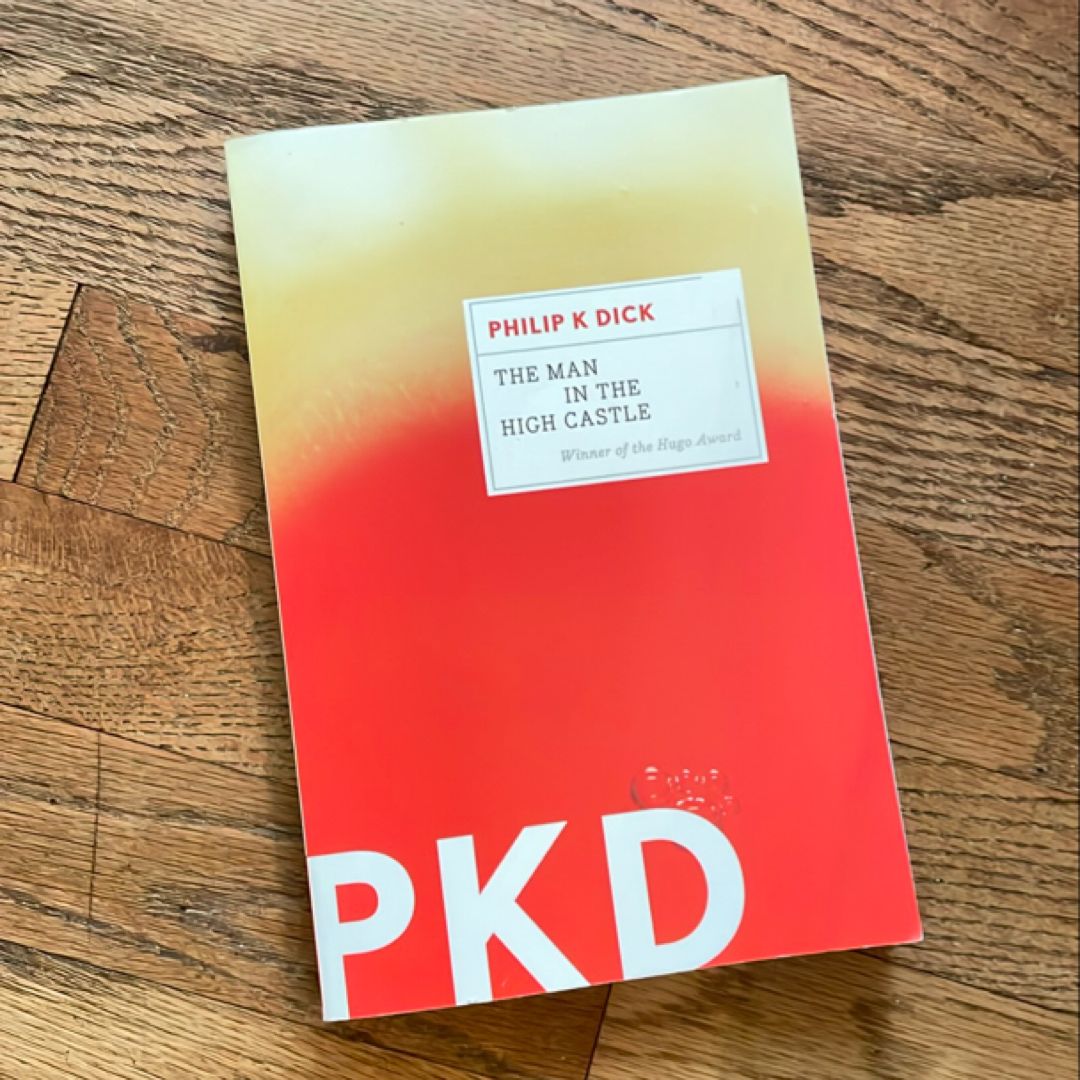 PHILIP K DICK
THE MAN
IN THE
HIGH CASTLE
Winner of the Hugo Award
PKD